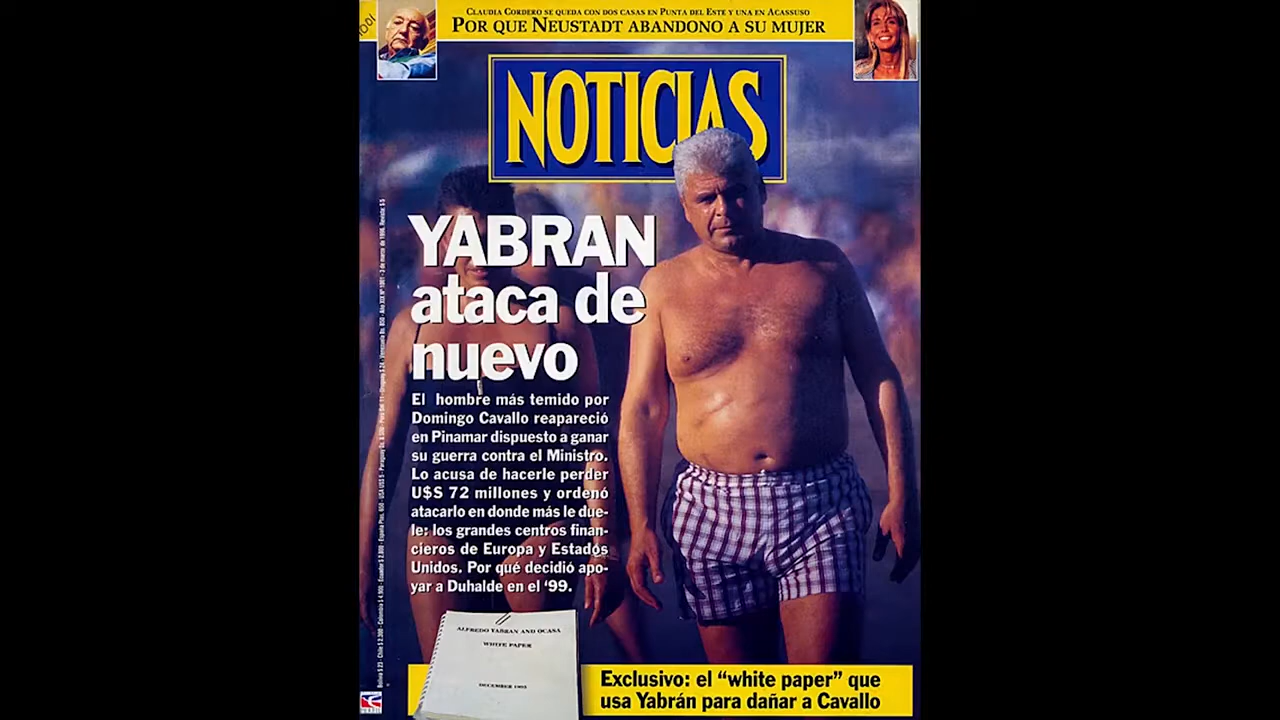 1001
CLAUDIA CORDERO SE QUEDA CON DOS CASAS EN PUNTA DEL ESTE Y UNA EN ACASSUSO
POR QUE NEUSTADT ABANDONO A SU MUJER
NOTICIAS
YABRAN
ataca de
nuevo
El hombre más temido por
Domingo Cavallo reapareció
en Pinamar dispuesto a ganar
su guerra contra el Ministro.
Lo acusa de hacerle perder
U$S 72 millones y ordenó
atacarlo en donde más le due-
le: los grandes centros finan-
cieros de Europa y Estados
Unidos. Por qué decidió apo-
yar a Duhalde en el '99.
ALFREDO YABRAN AND OCASA
WHITE PAPER
DECEMBER 1995
Exclusivo: el “white paper” que
usa Yabrán para dañar a Cavallo